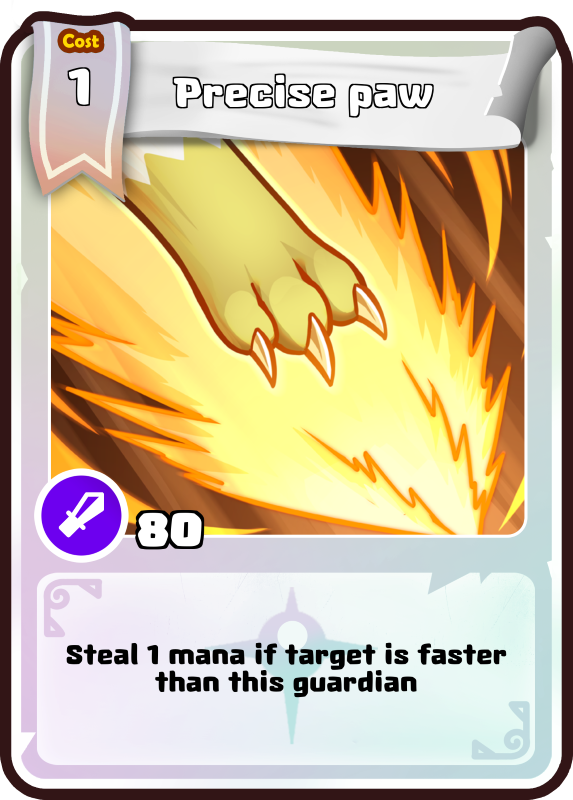 Cost
1
Precise paw
80
Steal 1 mana if target is faster
than this guardian